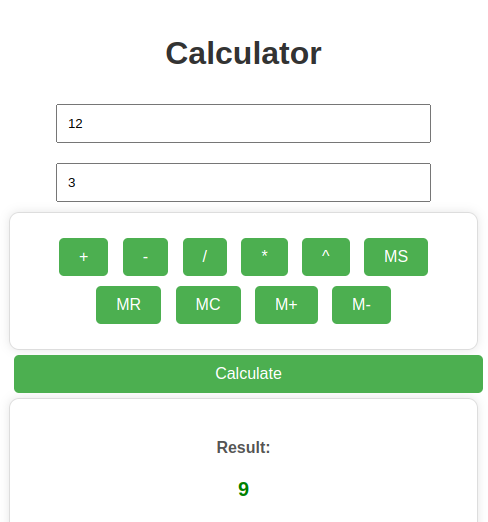 Calculator
12
3
+ - / * ^ MS
MR MC M+ M-
Calculate
Result:
9